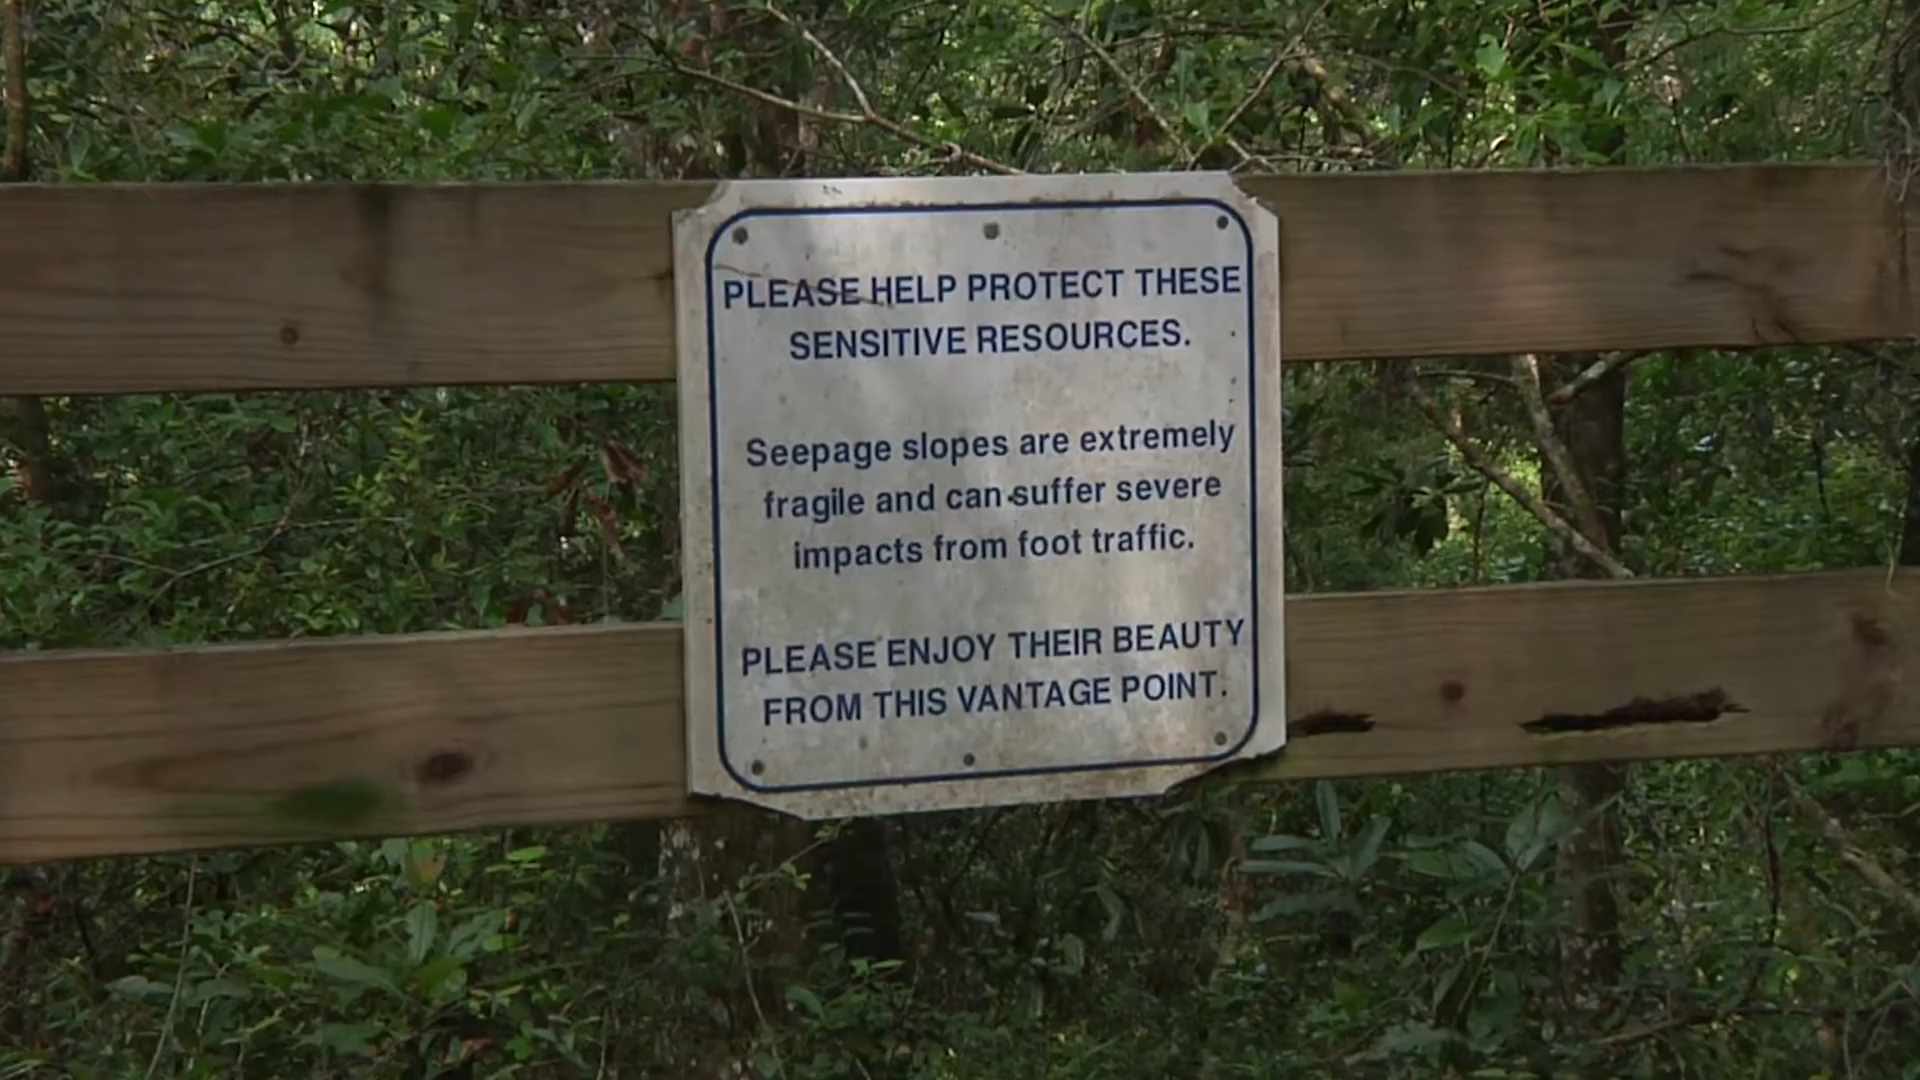 PLEASE HELP PROTECT THESE
SENSITIVE RESOURCES.
Seepage slopes are extremely
fragile and can suffer severe
impacts from foot traffic.
PLEASE ENJOY THEIR BEAUTY
FROM THIS VANTAGE POINT.